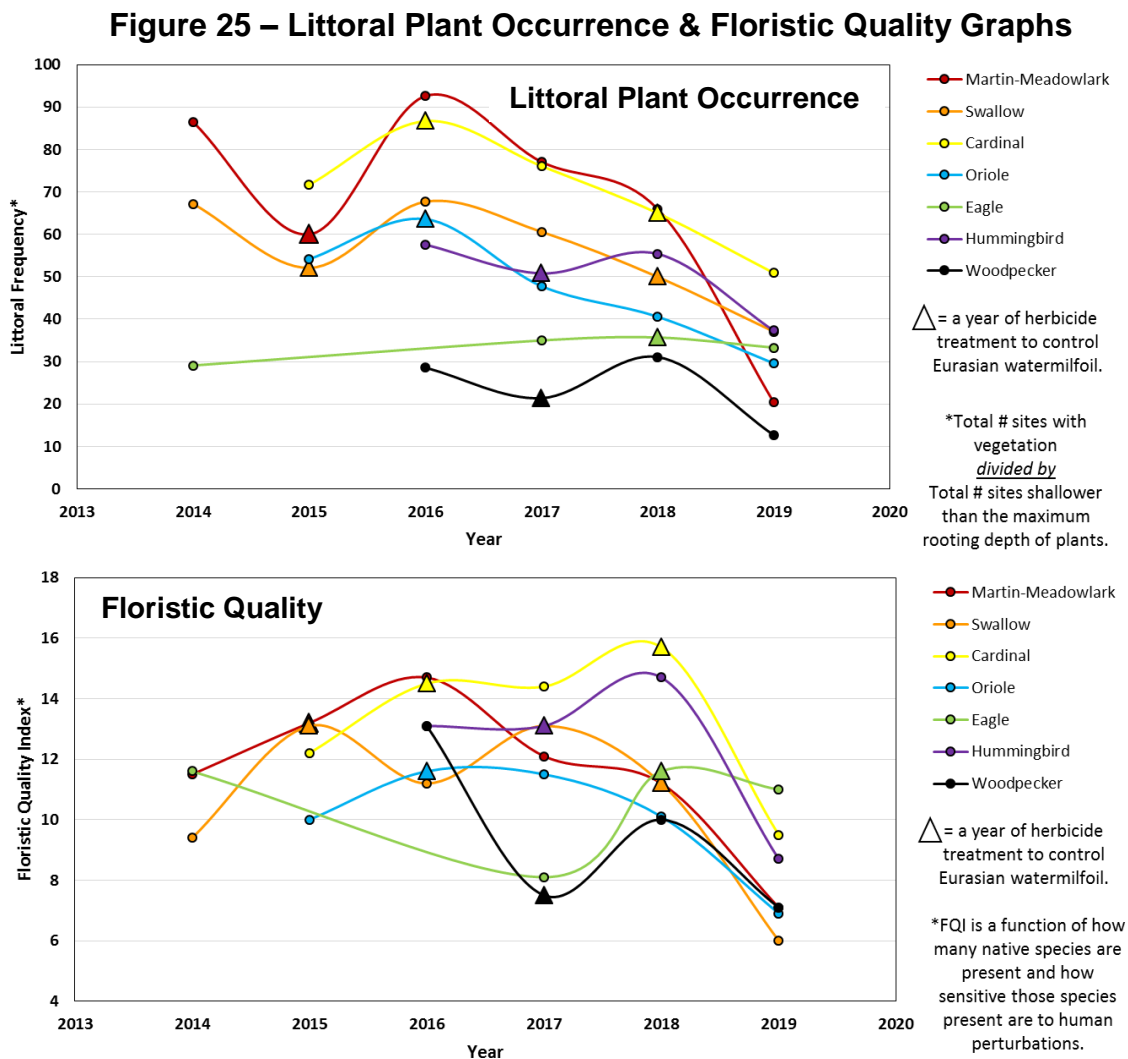 Figure 25 – Littoral Plant Occurrence & Floristic Quality Graphs
Littoral Plant Occurrence
Littoral Frequency*
100
90
80
70
60
50
40
30
20
10
0
2013 2014 2015 2016 2017 2018 2019 2020
Year
Martin-Meadowlark
Swallow
Cardinal
Oriole
Eagle
Hummingbird
Woodpecker
= a year of herbicide
treatment to control
Eurasian watermilfoil.
*Total # sites with
vegetation
divided by
Total # sites shallower
than the maximum
rooting depth of plants.
Floristic Quality
Floristic Quality Index*
18
16
14
12
10
8
6
4
2013 2014 2015 2016 2017 2018 2019 2020
Year
Martin-Meadowlark
Swallow
Cardinal
Oriole
Eagle
Hummingbird
Woodpecker
= a year of herbicide
treatment to control
Eurasian watermilfoil.
*FQI is a function of how
many native species are
present and how
sensitive those species
present are to human
perturbations.